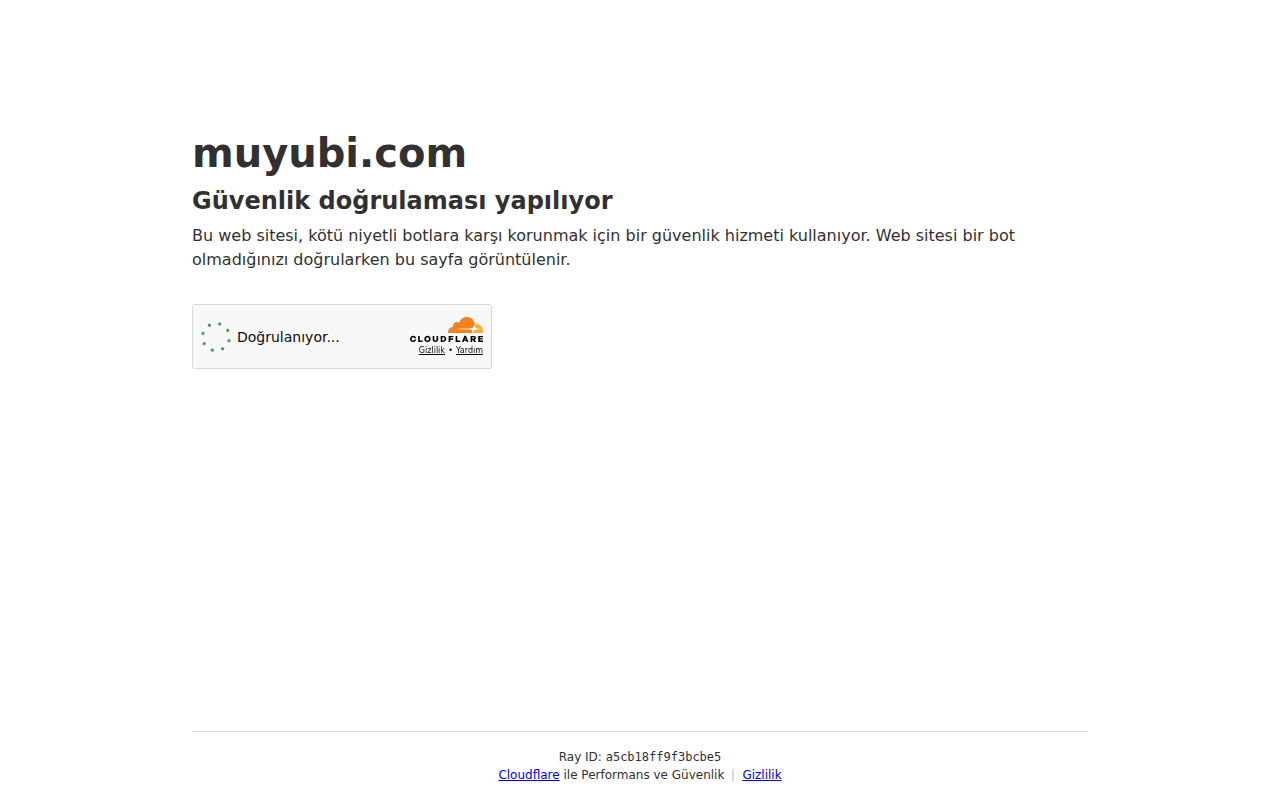 muyubi.com
Güvenlik doğrulaması yapılıyor
Bu web sitesi, kötü niyetli botlara karşı korunmak için bir güvenlik hizmeti kullanıyor. Web sitesi bir bot
olmadığınızı doğrularken bu sayfa görüntülenir.
Doğrulanıyor...
CLOUDFLARE
Gizlilik • Yardım
Ray ID: a5cb18ff9f3bcbe5
Cloudflare ile Performans ve Güvenlik | Gizlilik